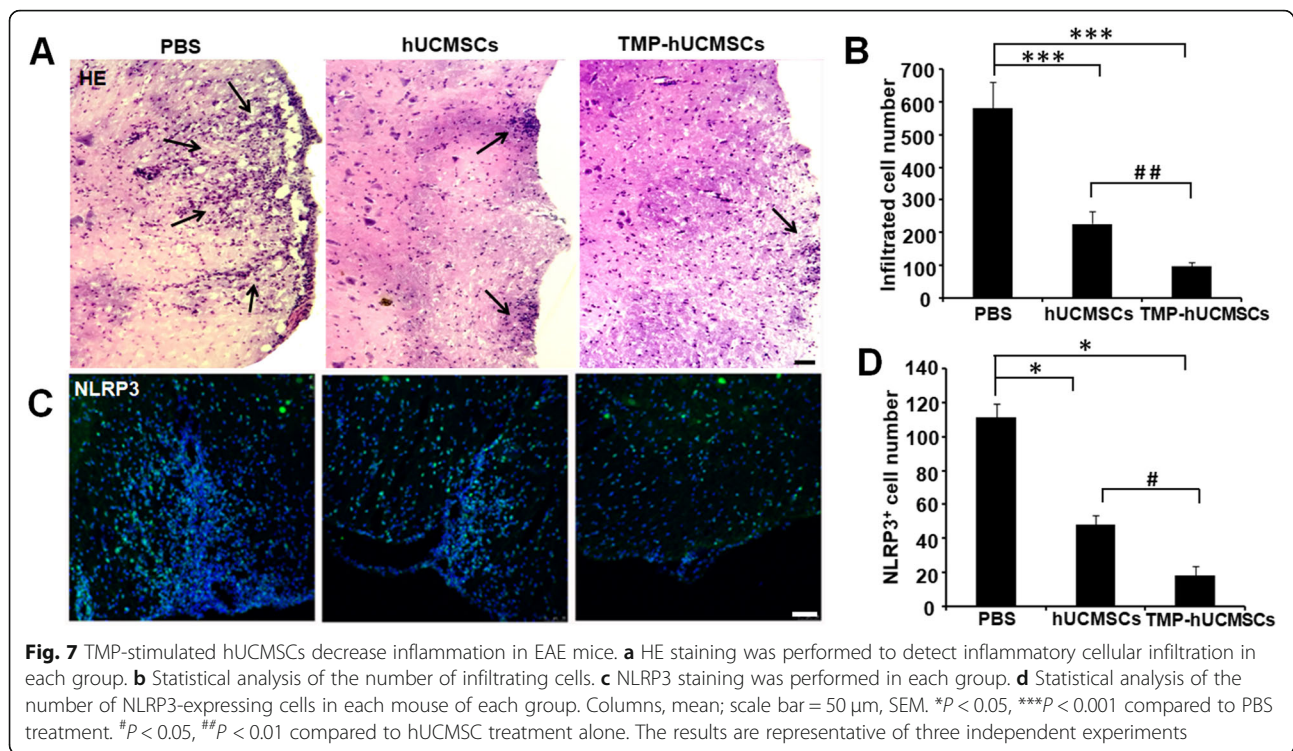 A
PBS
hUCMSCs
TMP-hUCMSCs
HE
B
Infiltrated cell number
700
600
500
400
300
200
100
0
***
***
##
PBS
hUCMSCs
TMP-hUCMSCs
C
NLRP3
D
NLRP3⁺ cell number
120
100
80
60
40
20
0
*
*
#
PBS
hUCMSCs
TMP-hUCMSCs
Fig. 7 TMP-stimulated hUCMSCs decrease inflammation in EAE mice. a HE staining was performed to detect inflammatory cellular infiltration in
each group. b Statistical analysis of the number of infiltrating cells. c NLRP3 staining was performed in each group. d Statistical analysis of the
number of NLRP3-expressing cells in each mouse of each group. Columns, mean; scale bar = 50 μm, SEM. *P < 0.05, ***P < 0.001 compared to PBS
treatment. #P < 0.05, ##P < 0.01 compared to hUCMSC treatment alone. The results are representative of three independent experiments